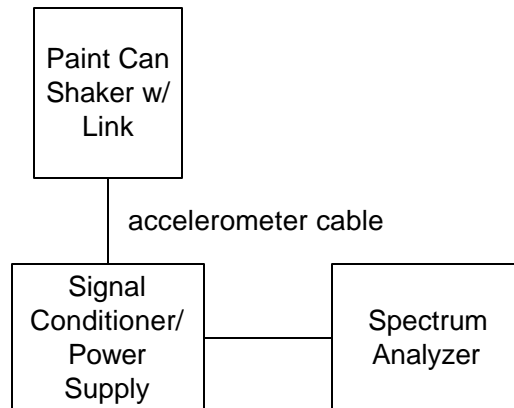 Paint Can
Shaker w/
Link
accelerometer cable
Signal
Conditioner/
Power
Supply
Spectrum
Analyzer